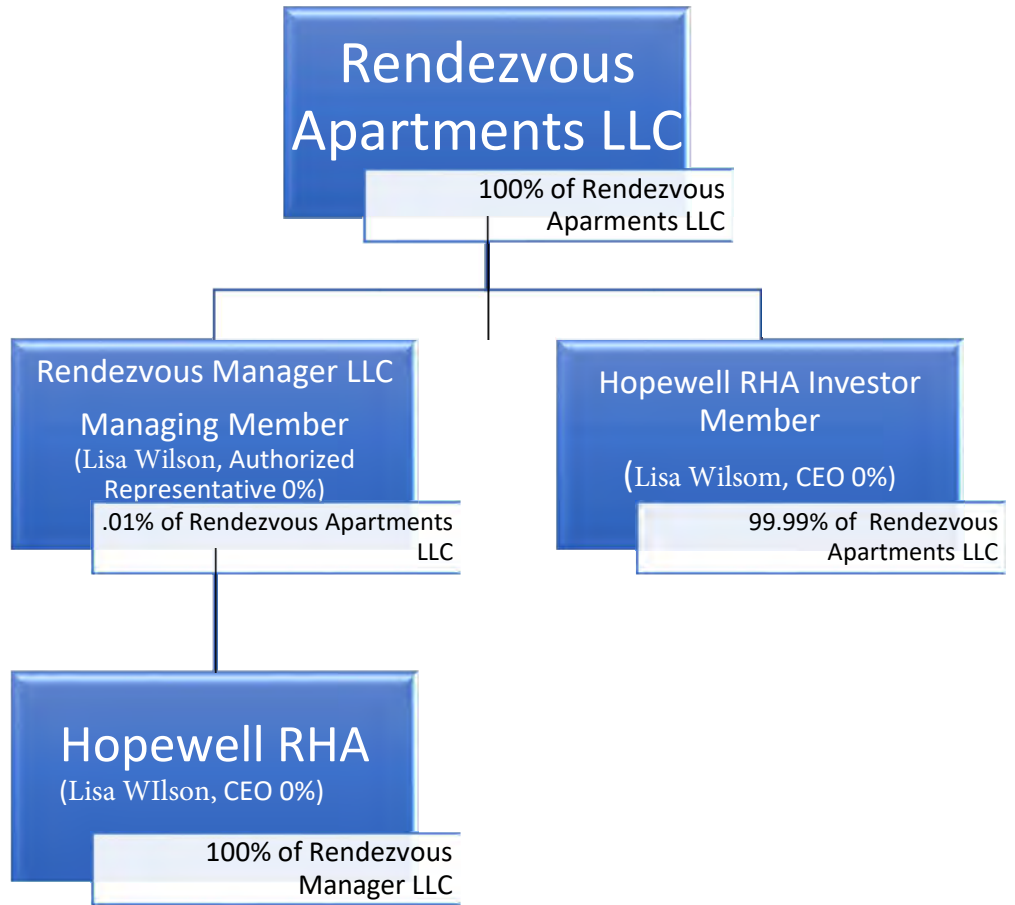 Rendezvous
Apartments LLC
100% of Rendezvous
Aparments LLC
Rendezvous Manager LLC
Managing Member
(Lisa Wilson, Authorized
Representative 0%)
.01% of Rendezvous Apartments
LLC
Hopewell RHA Investor
Member
(Lisa Wilsom, CEO 0%)
99.99% of Rendezvous
Apartments LLC
Hopewell RHA
(Lisa WIlson, CEO 0%)
100% of Rendezvous
Manager LLC